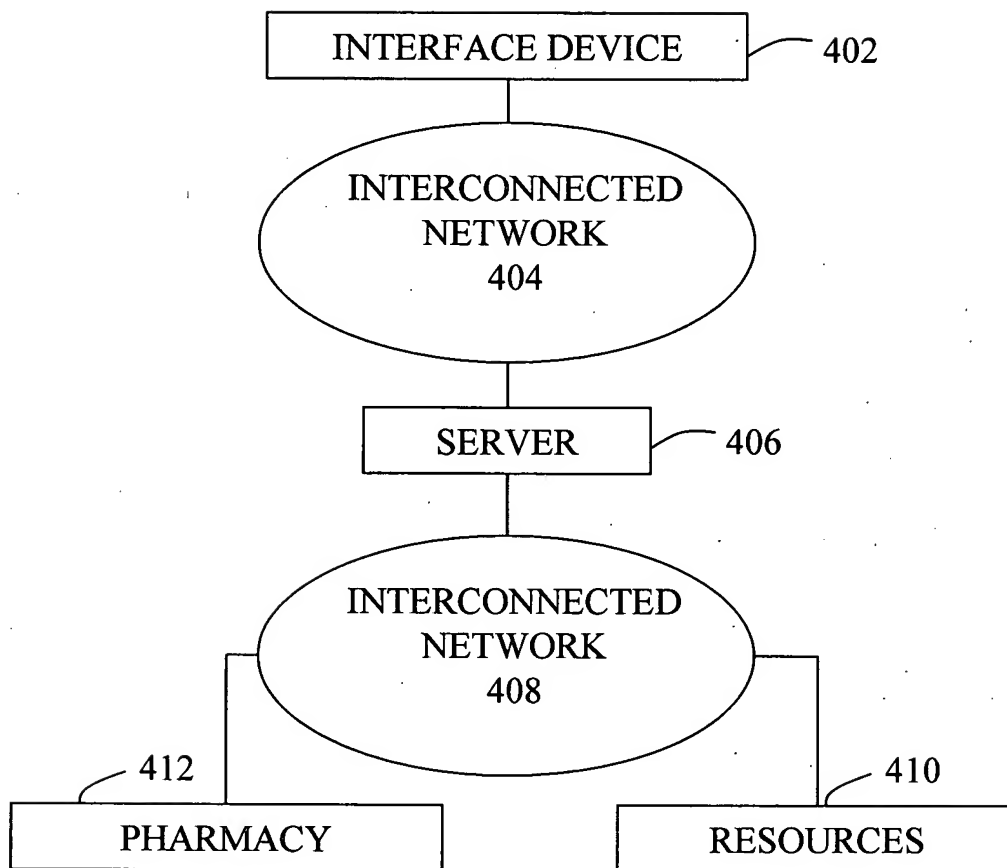 INTERFACE DEVICE
402
INTERCONNECTED
NETWORK
404
SERVER
406
INTERCONNECTED
NETWORK
408
412
410
PHARMACY
RESOURCES